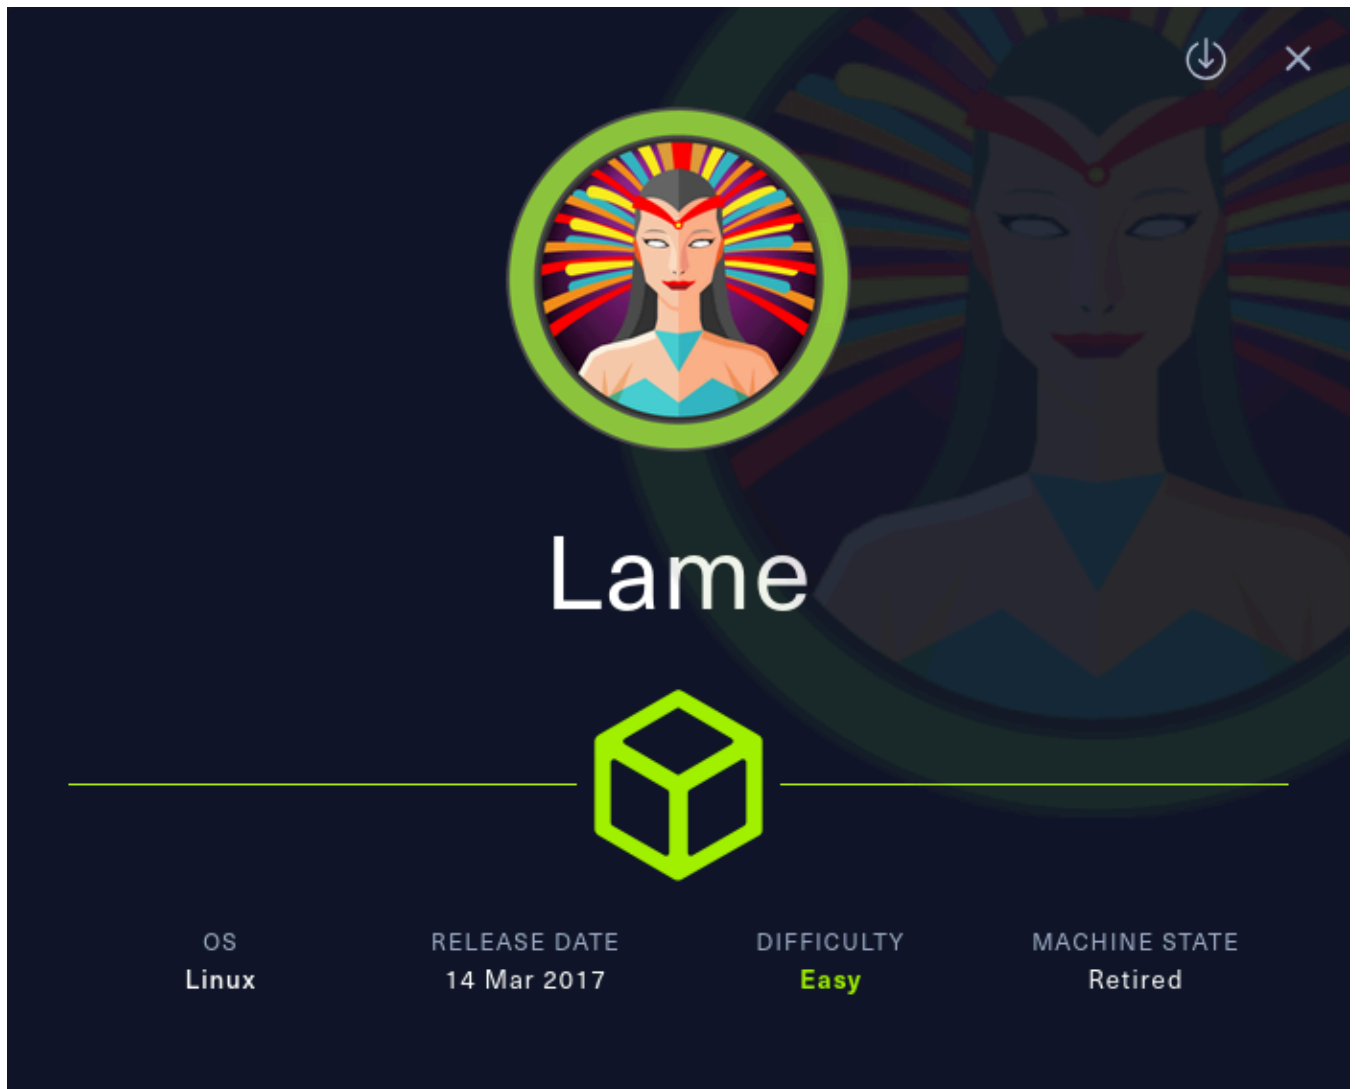 Lame
OS
RELEASE DATE
DIFFICULTY
MACHINE STATE
Linux
14 Mar 2017
Easy
Retired